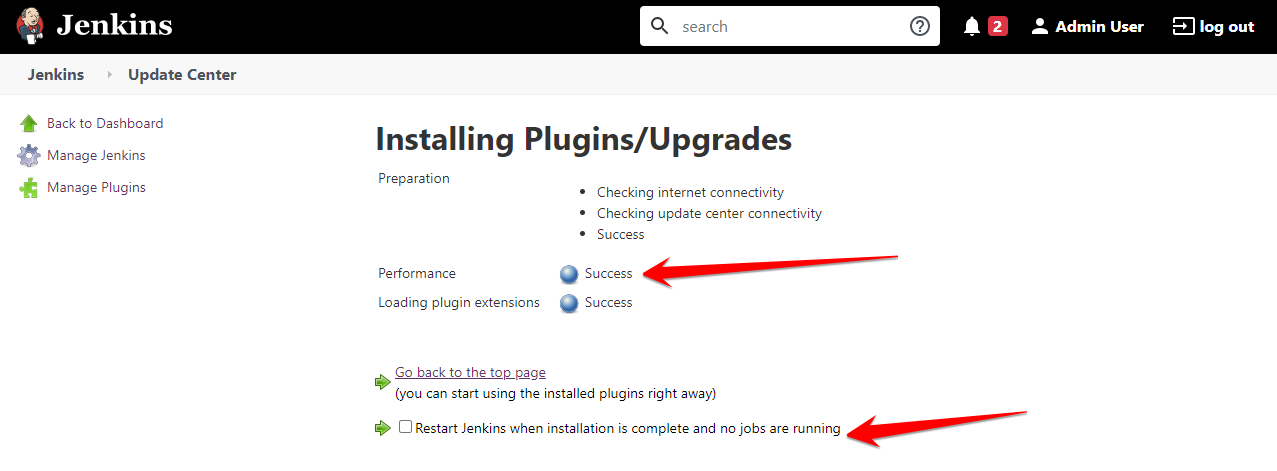 Jenkins
search
2
Admin User
log out
Jenkins
Update Center
Back to Dashboard
Manage Jenkins
Manage Plugins
Installing Plugins/Upgrades
Preparation
Checking internet connectivity
Checking update center connectivity
Success
Performance Success
Loading plugin extensions Success
Go back to the top page
(you can start using the installed plugins right away)
Restart Jenkins when installation is complete and no jobs are running